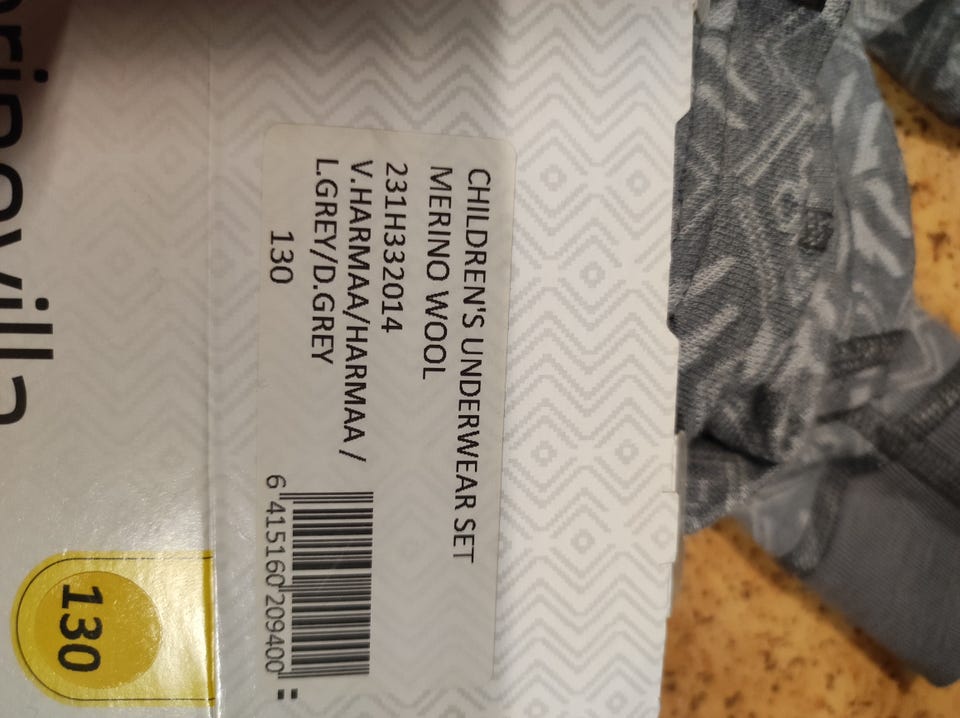 CHILDREN'S UNDERWEAR SET
MERINO WOOL
231H332014
V.HARMAA/HARMAA /
L.GREY/D.GREY
130
6 415160 209400
130